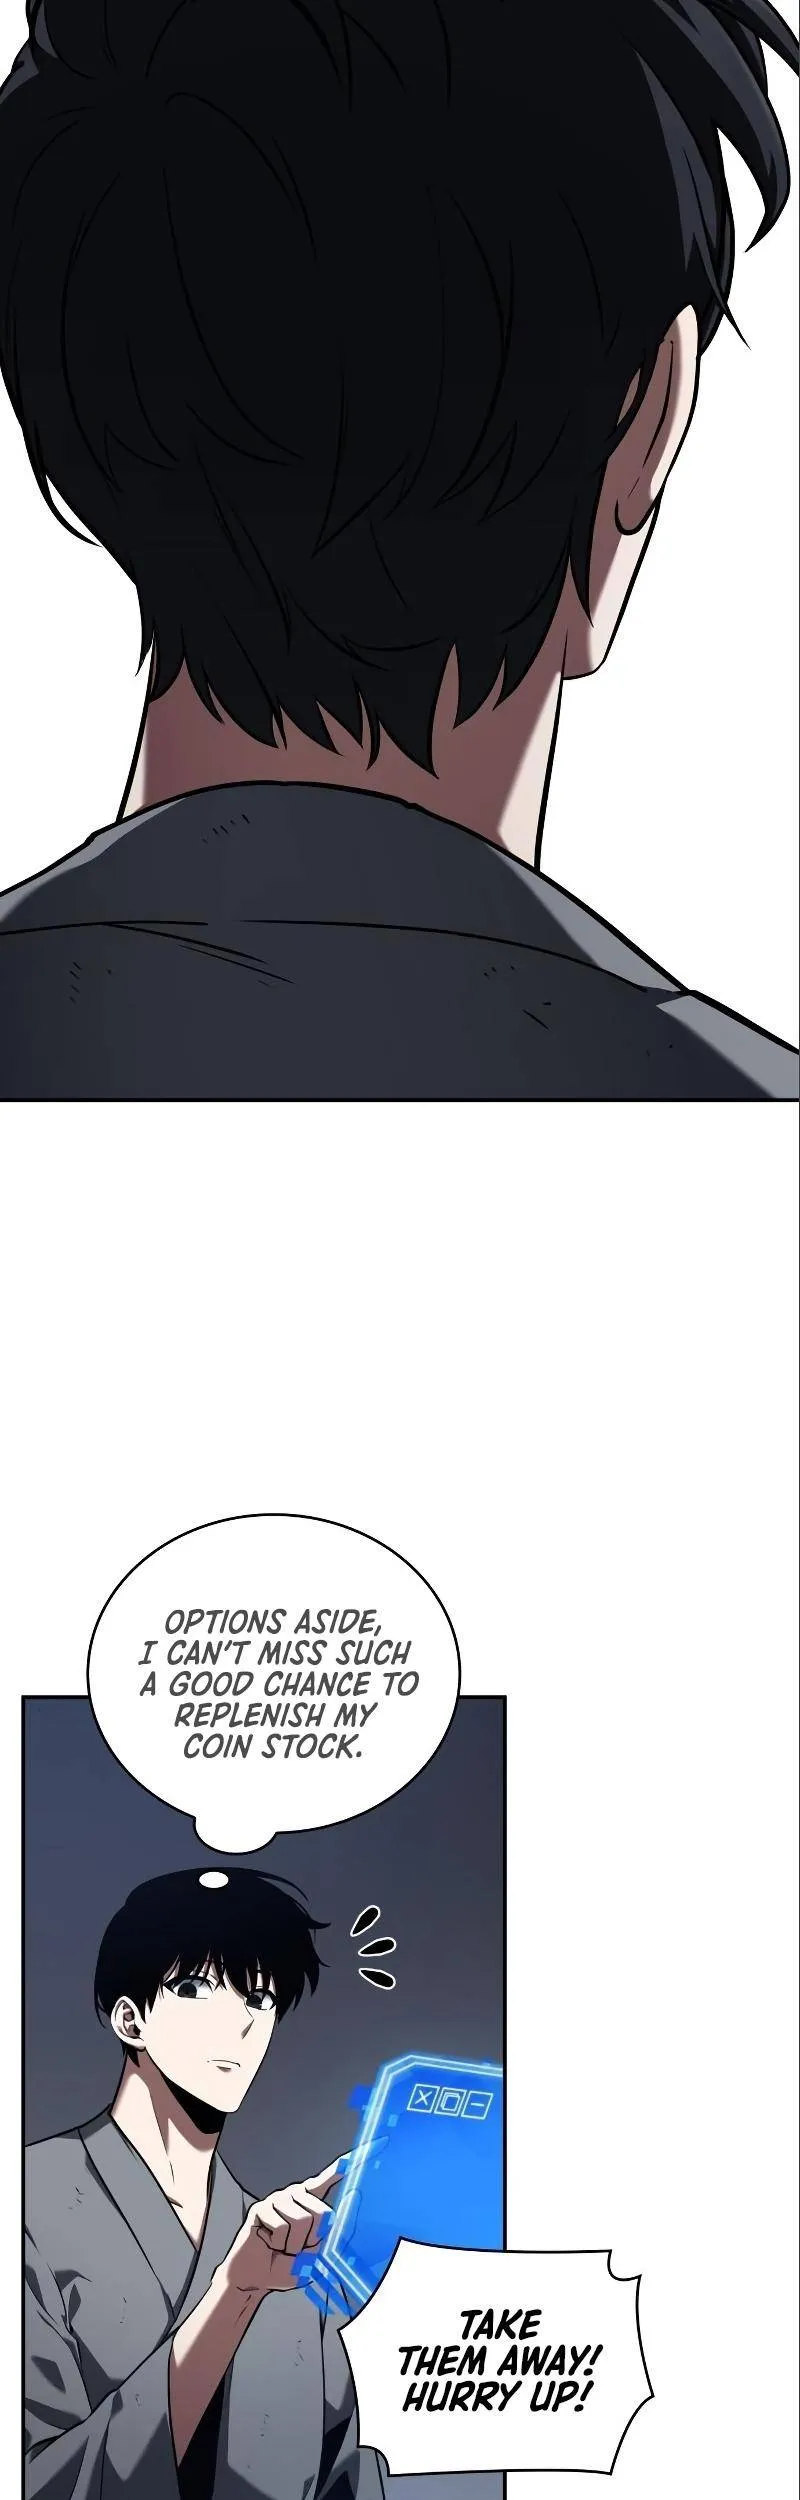 OPTIONS ASIDE,
I CAN'T MISS SUCH
A GOOD CHANCE TO
REPLENISH MY
COIN STOCK.
TAKE
THEM AWAY!
HURRY UP!